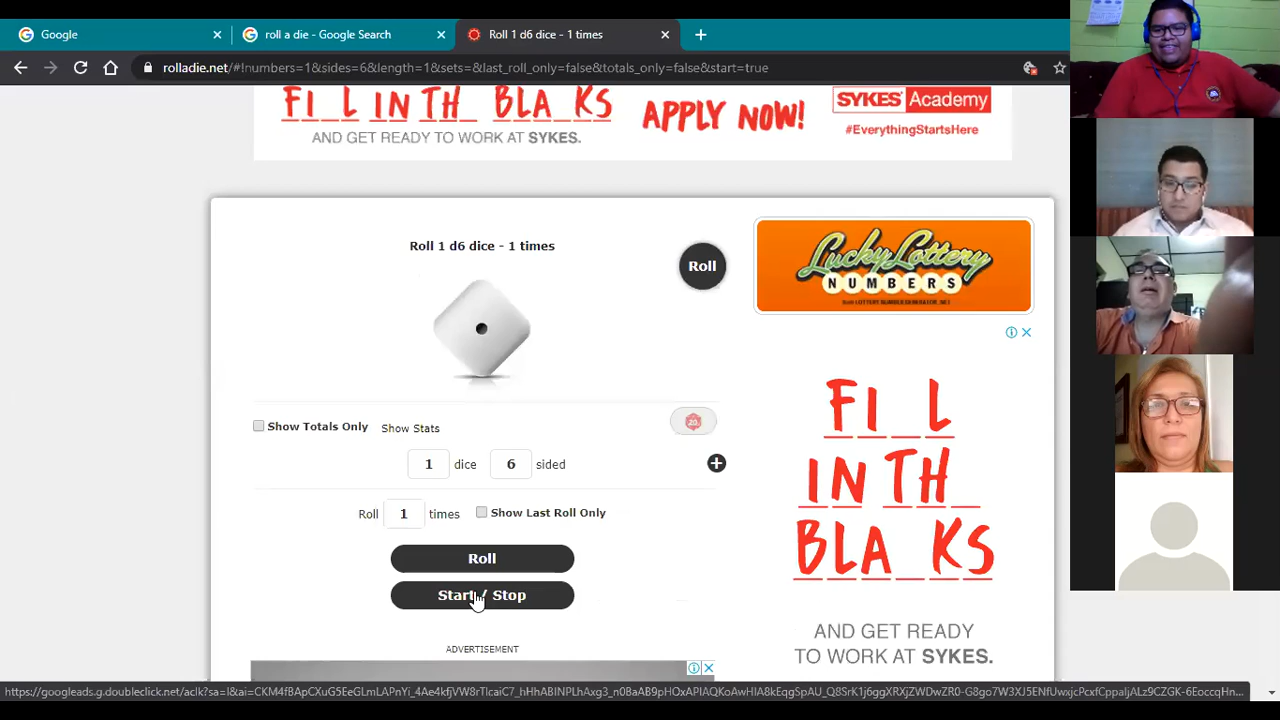 Google
roll a die - Google Search
Roll 1 d6 dice - 1 times
rolladie.net/#!numbers=1&sides=6&length=1&sets=&last_roll_only=false&totals_only=false&start=true
FI_L IN TH_ BLA_KS
AND GET READY TO WORK AT SYKES.
APPLY NOW!
SYKES Academy
#EverythingStartsHere
Roll 1 d6 dice - 1 times
Roll
Lucky Lottery
NUMBERS
Show Totals Only Show Stats
20
1 dice 6 sided
Roll 1 times Show Last Roll Only
Roll
Start / Stop
ADVERTISEMENT
FI_L
IN TH_
BLA_KS
AND GET READY
TO WORK AT SYKES.